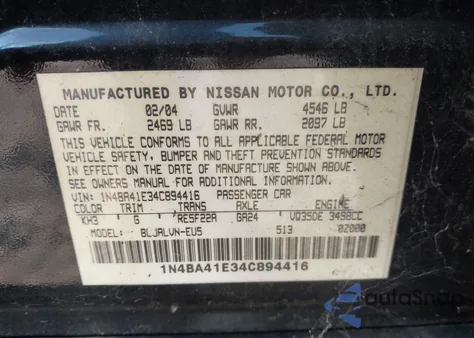 MANUFACTURED BY NISSAN MOTOR CO., LTD.
DATE 02/04 GVWR 4546 LB
GAWR FR. 2469 LB GAWR RR. 2097 LB
THIS VEHICLE CONFORMS TO ALL APPLICABLE FEDERAL MOTOR
VEHICLE SAFETY, BUMPER AND THEFT PREVENTION STANDARDS
IN EFFECT ON THE DATE OF MANUFACTURE SHOWN ABOVE.
SEE OWNERS MANUAL FOR ADDITIONAL INFORMATION.
VIN: 1N4BA41E34C894416 PASSENGER CAR
COLOR TRIM TRANS AXLE ENGINE
KH3 G RE5F22A GA24 VQ35DE 3498CC
MODEL: BLJALVN-EU5 513 02000
1N4BA41E34C894416
autoSnap